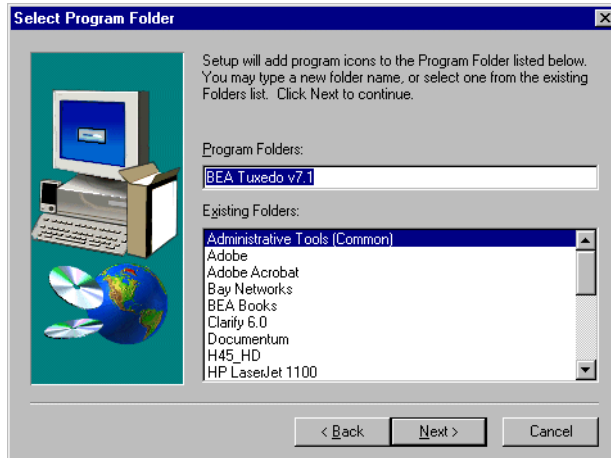 Select Program Folder
Setup will add program icons to the Program Folder listed below.
You may type a new folder name, or select one from the existing
Folders list. Click Next to continue.
Program Folders:
BEA Tuxedo v7.1
Existing Folders:
Administrative Tools (Common)
Adobe
Adobe Acrobat
Bay Networks
BEA Books
Clarify 6.0
Documentum
H45_HD
HP LaserJet 1100
< Back
Next >
Cancel